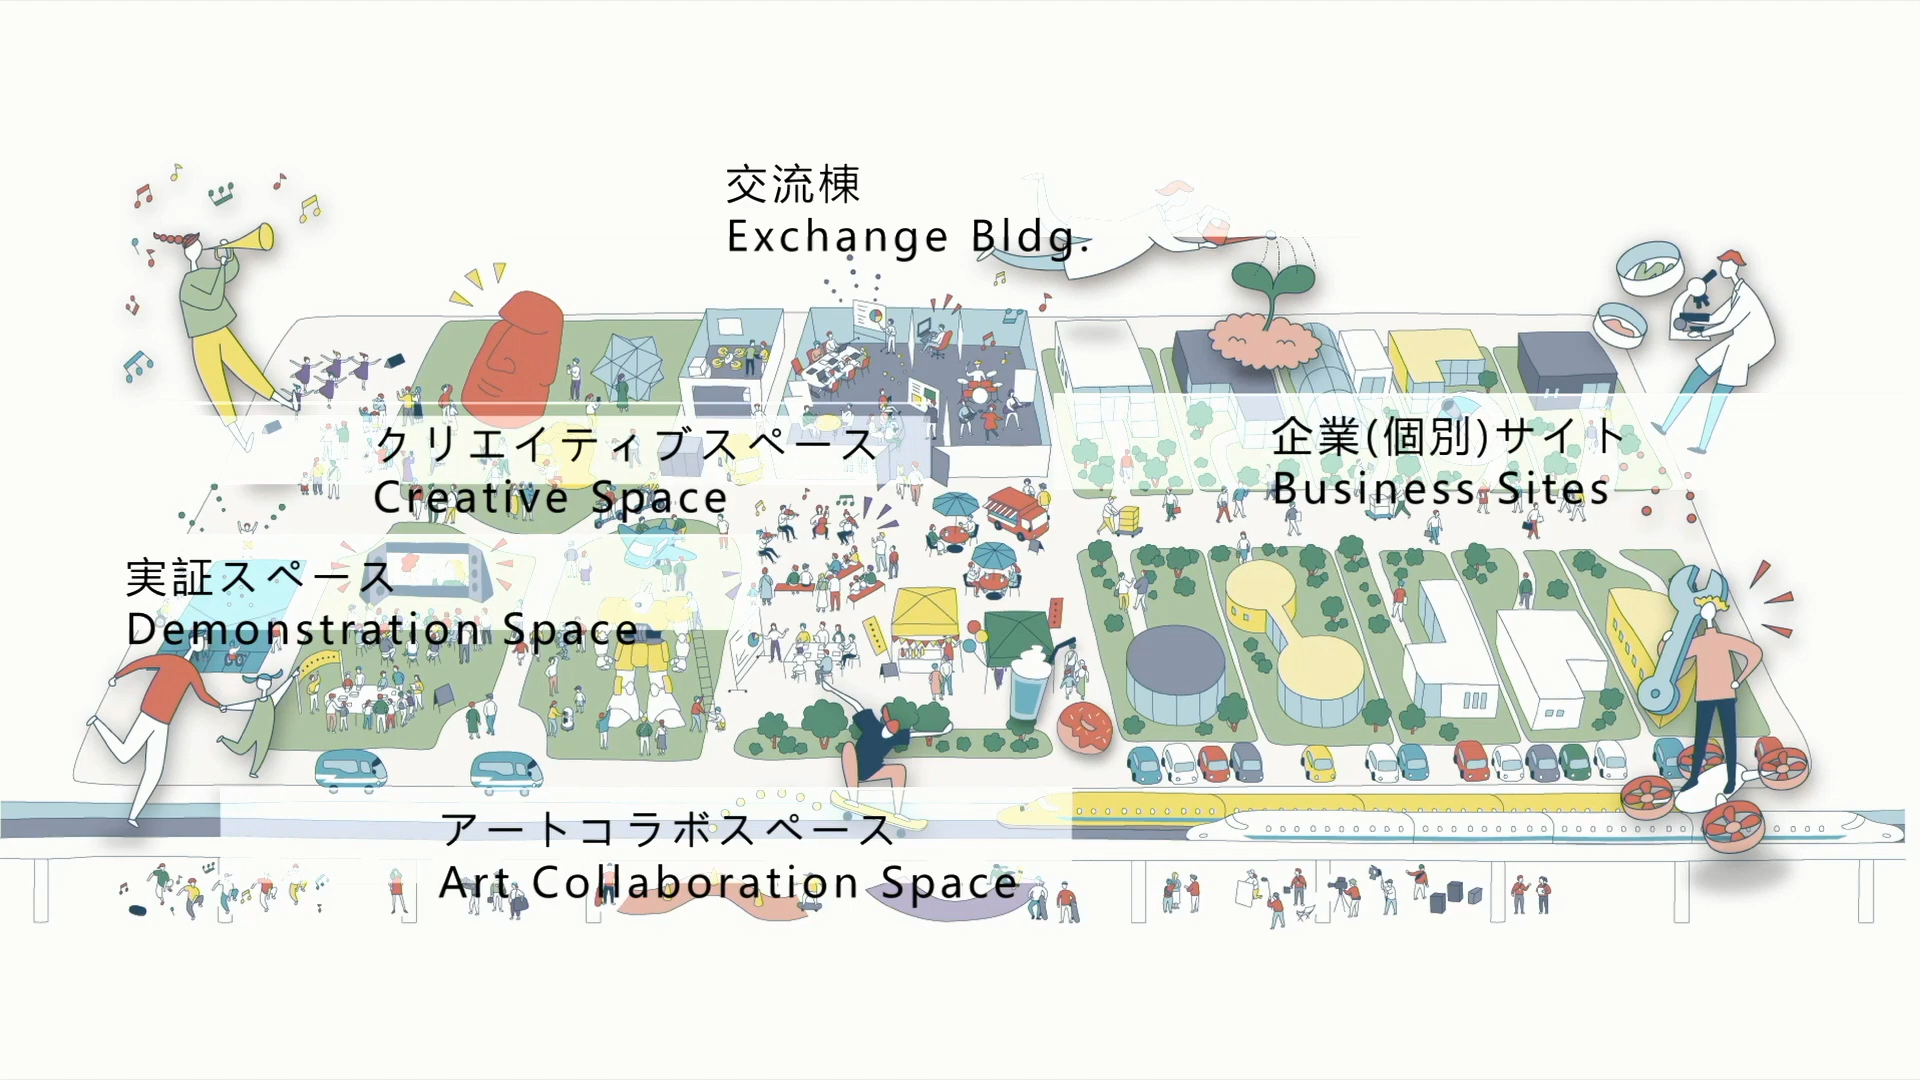 交流棟
Exchange Bldg.
クリエイティブスペース
Creative Space
企業(個別)サイト
Business Sites
実証スペース
Demonstration Space
アートコラボスペース
Art Collaboration Space